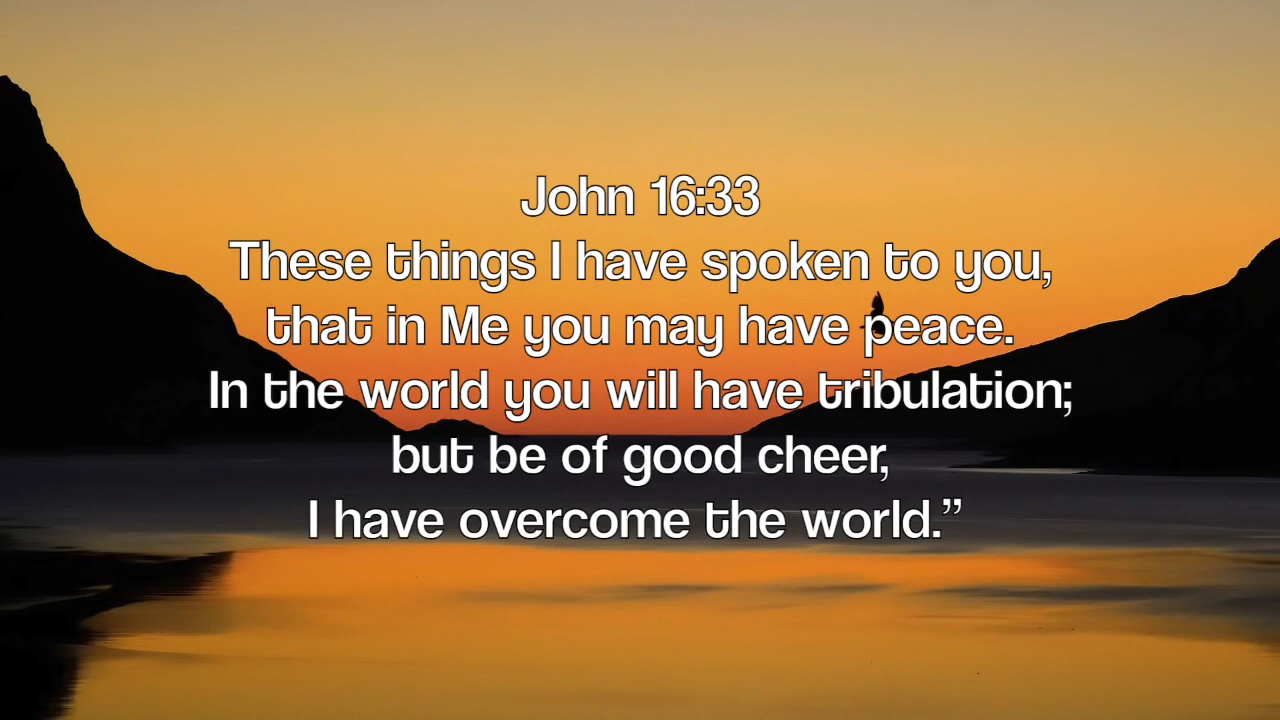 John 16:33
These things I have spoken to you,
that in Me you may have peace.
In the world you will have tribulation;
but be of good cheer,
I have overcome the world.”